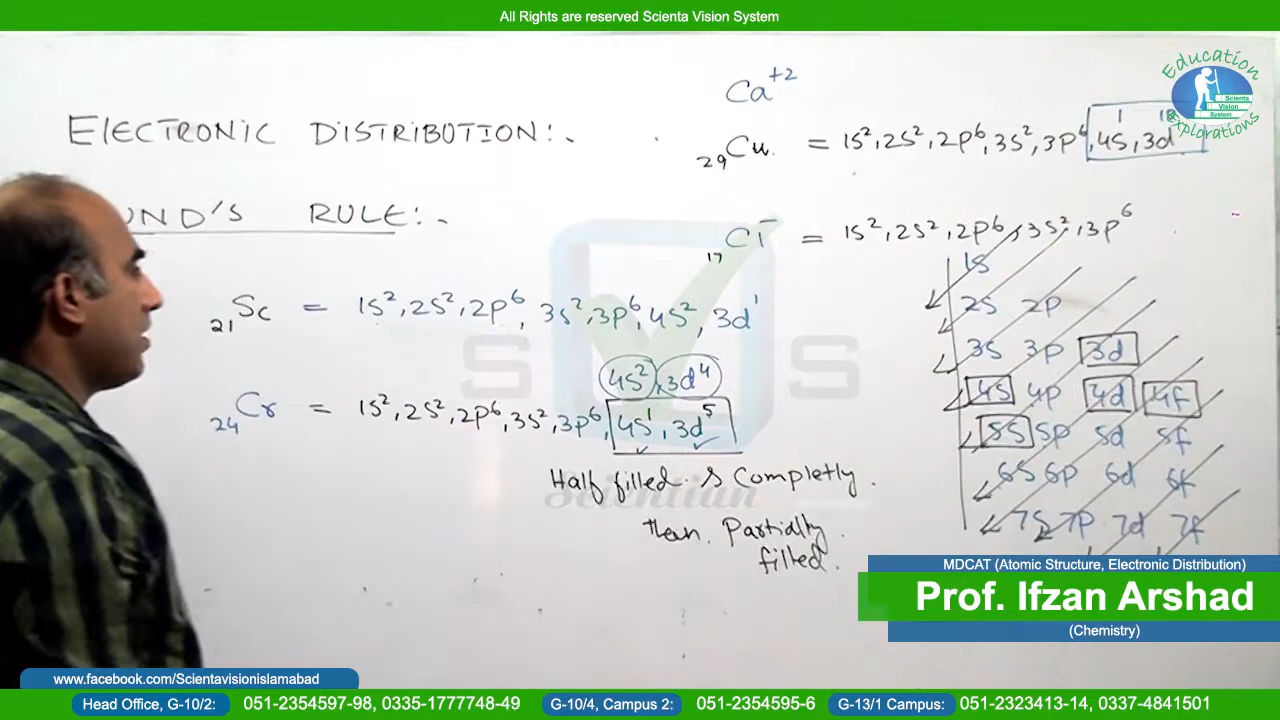 All Rights are reserved Scienta Vision System
Education
Scienta
Vision
System
Explorations
Ca⁺²
ELECTRONIC DISTRIBUTION:-
₂₉Cu = 1S², 2S², 2P⁶, 3S², 3P⁶, 4S¹, 3d¹⁰
UND'S RULE:-
₁₇Cl⁻ = 1S², 2S², 2P⁶, 3S², 3P⁶
1S
2S 2P
₂₁Sc = 1S², 2S², 2P⁶, 3S², 3P⁶, 4S², 3d¹
3S 3P 3d
4S², 3d⁴
4S 4P 4d 4f
₂₄Cr = 1S², 2S², 2P⁶, 3S², 3P⁶, 4S¹, 3d⁵
5S 5P 5d 5f
Half filled & Completly.
6S 6P 6d 6f
than Partially
7S 7P 7d 7f
filled.
S S
Scientian
MDCAT (Atomic Structure, Electronic Distribution)
Prof. Ifzan Arshad
(Chemistry)
www.facebook.com/Scientavisionislamabad
Head Office, G-10/2: 051-2354597-98, 0335-1777748-49 G-10/4, Campus 2: 051-2354595-6 G-13/1 Campus: 051-2323413-14, 0337-4841501